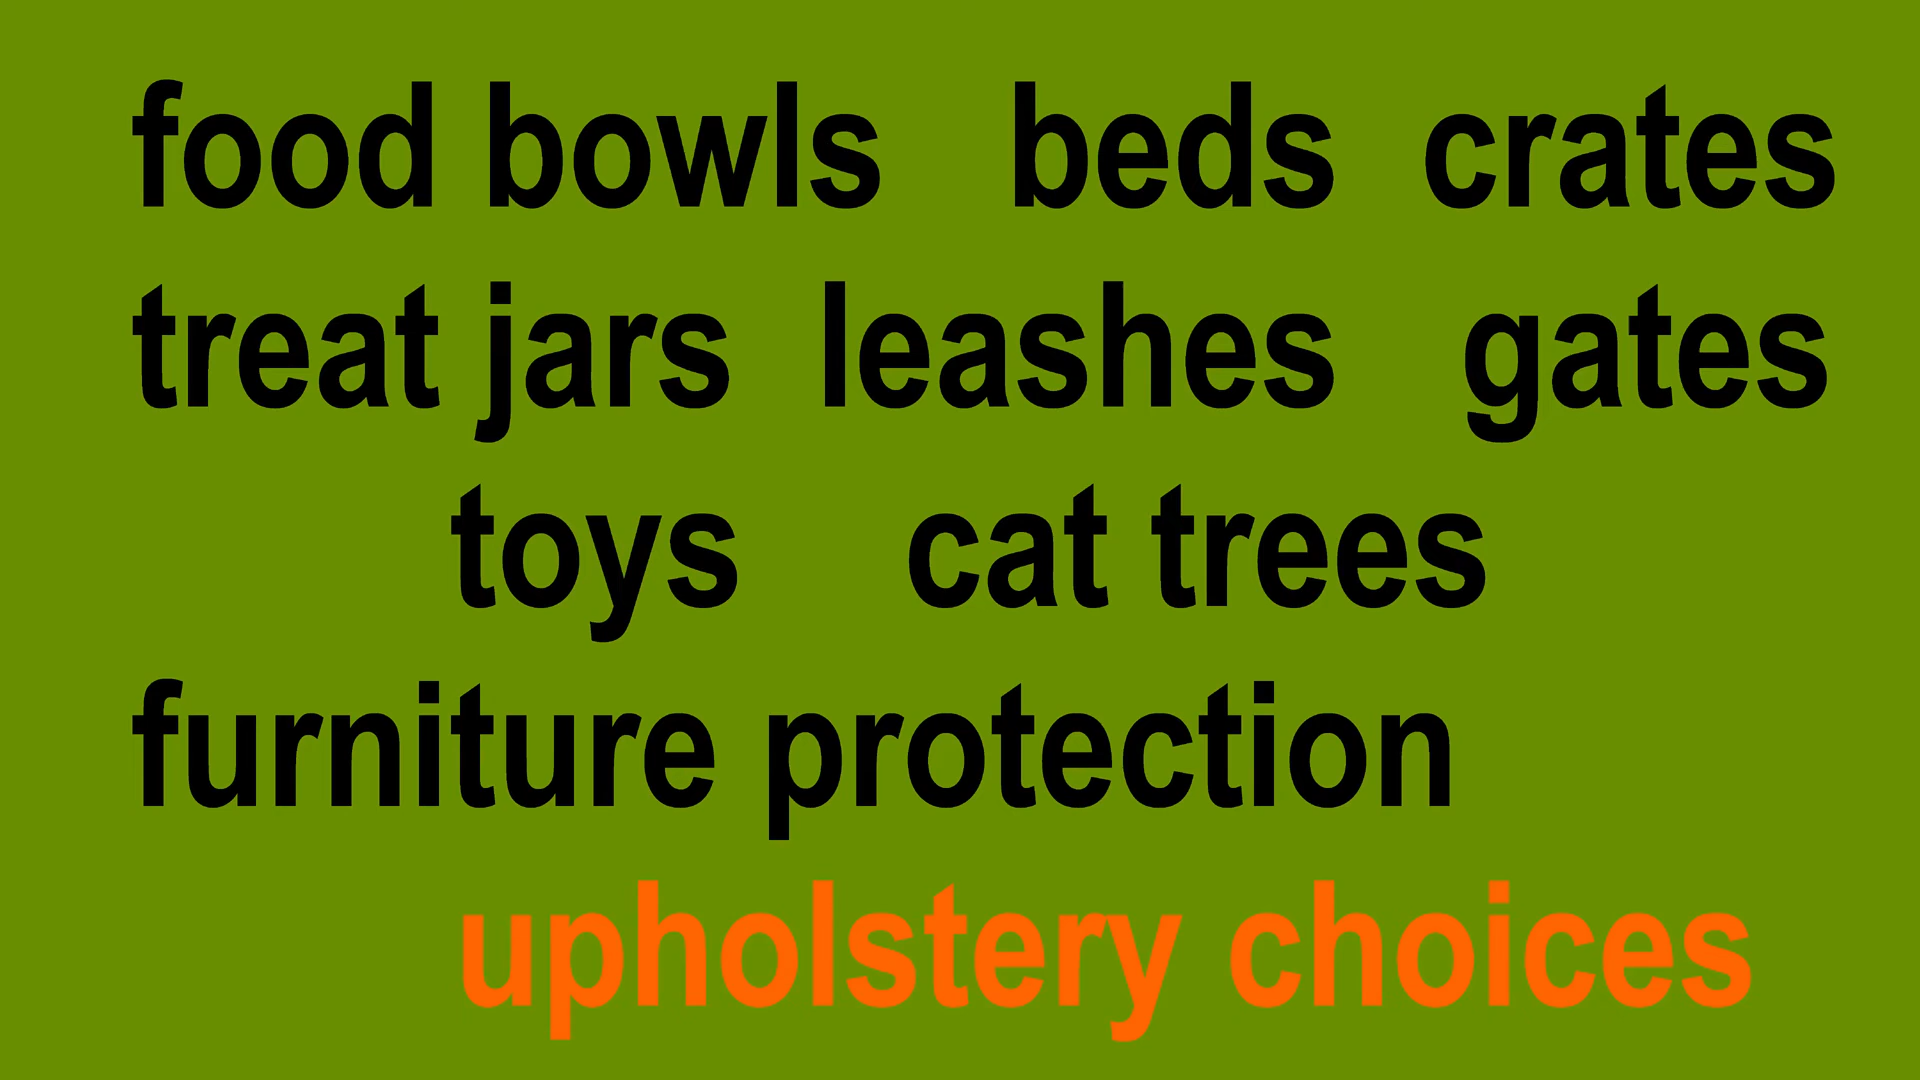 food bowls beds crates
treat jars leashes gates
toys cat trees
furniture protection
upholstery choices